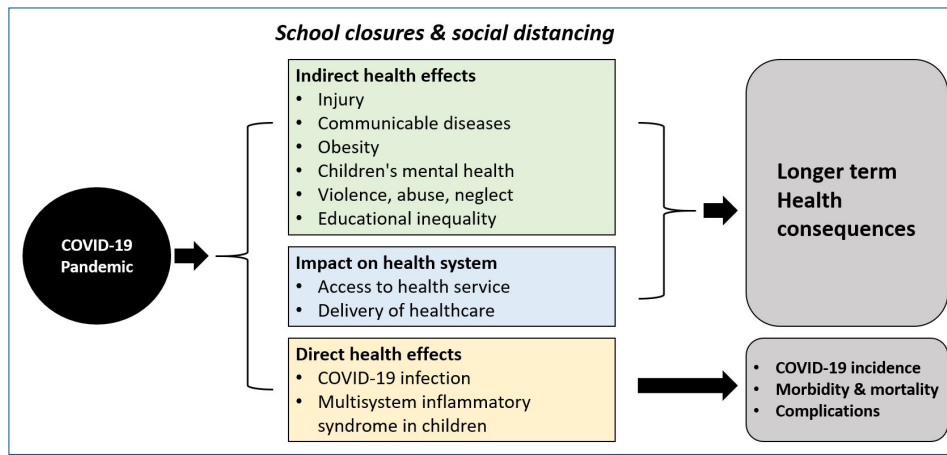 School closures & social distancing
COVID-19
Pandemic
Indirect health effects
• Injury
• Communicable diseases
• Obesity
• Children's mental health
• Violence, abuse, neglect
• Educational inequality
Impact on health system
• Access to health service
• Delivery of healthcare
Direct health effects
• COVID-19 infection
• Multisystem inflammatory
syndrome in children
Longer term
Health
consequences
• COVID-19 incidence
• Morbidity & mortality
• Complications